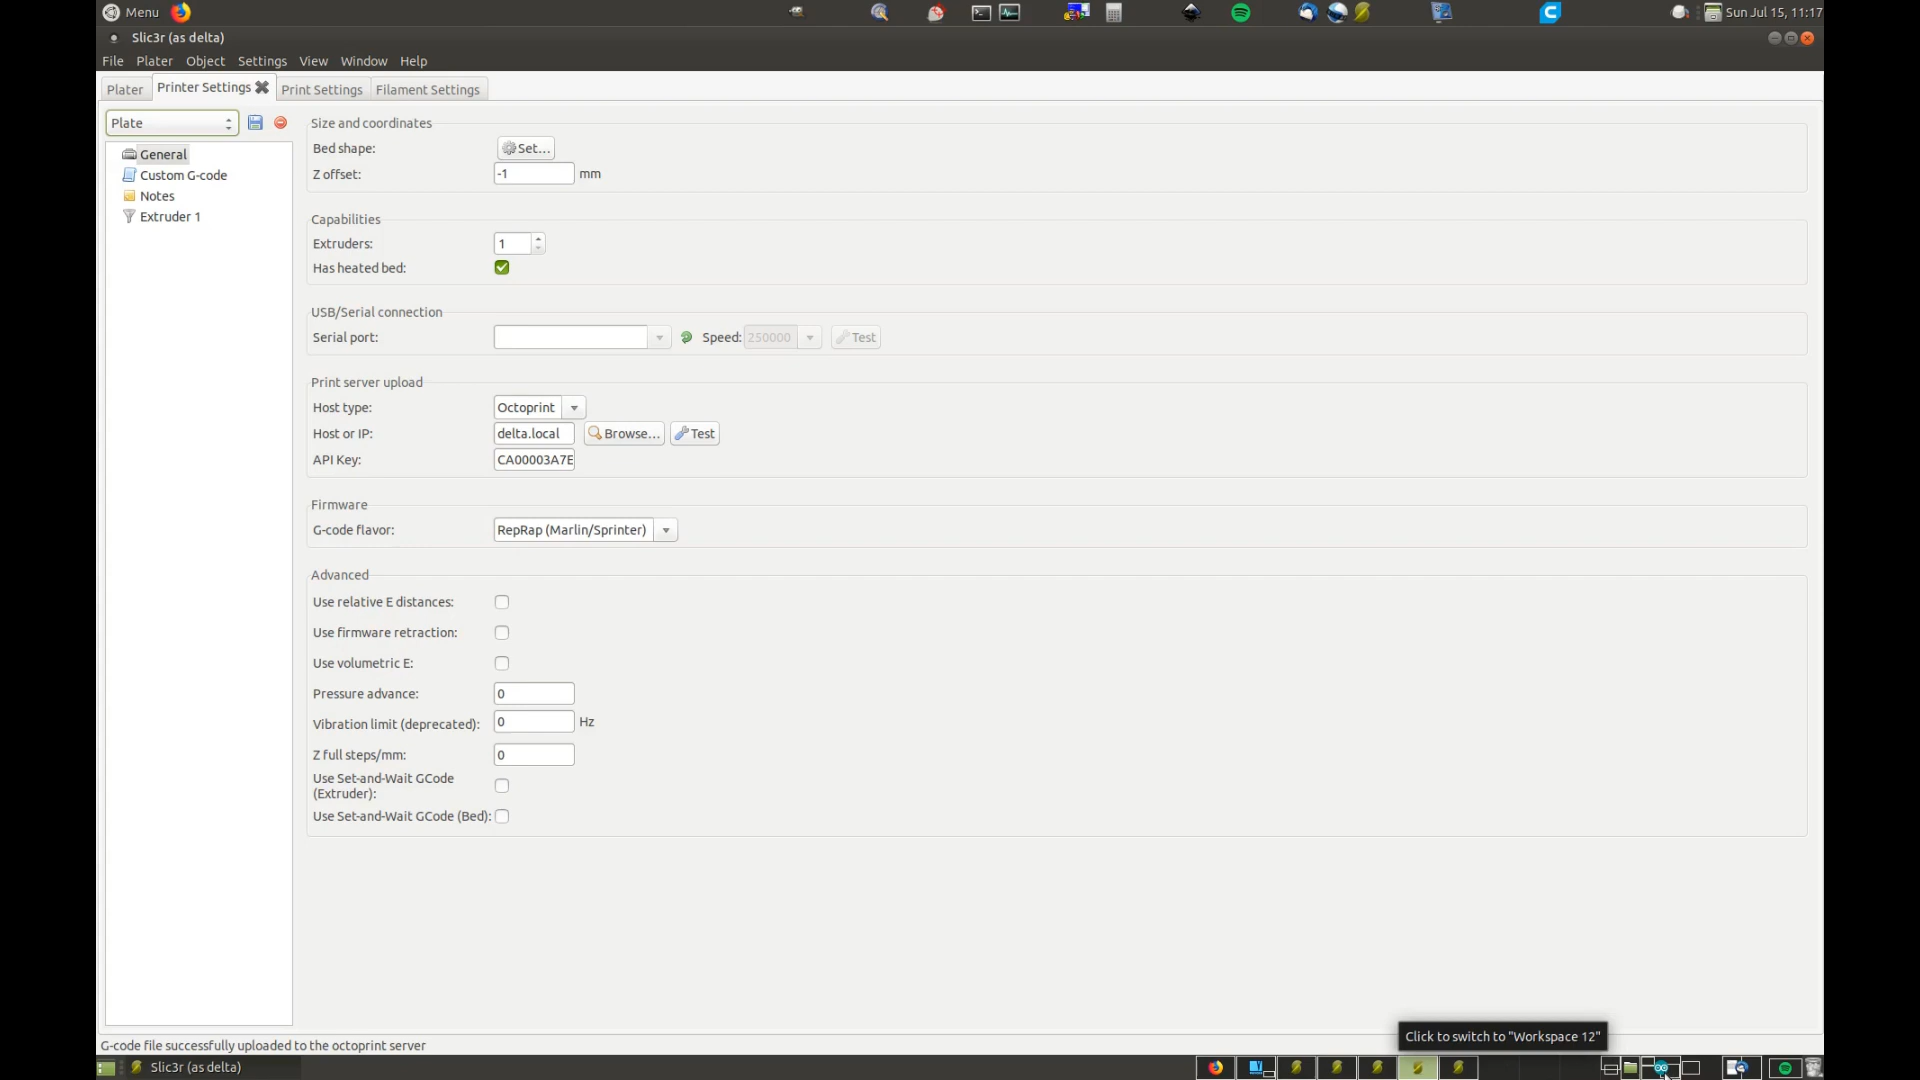 Menu
Sun Jul 15, 11:17
Slic3r (as delta)
File Plater Object Settings View Window Help
Plater Printer Settings Print Settings Filament Settings
Plate
General
Custom G-code
Notes
Extruder 1
Size and coordinates
Bed shape: Set...
Z offset: -1 mm
Capabilities
Extruders: 1
Has heated bed:
USB/Serial connection
Serial port: Speed: 250000 Test
Print server upload
Host type: Octoprint
Host or IP: delta.local Browse... Test
API Key: CA00003A7E
Firmware
G-code flavor: RepRap (Marlin/Sprinter)
Advanced
Use relative E distances:
Use firmware retraction:
Use volumetric E:
Pressure advance: 0
Vibration limit (deprecated): 0 Hz
Z full steps/mm: 0
Use Set-and-Wait GCode
(Extruder):
Use Set-and-Wait GCode (Bed):
Click to switch to "Workspace 12"
G-code file successfully uploaded to the octoprint server
Slic3r (as delta)